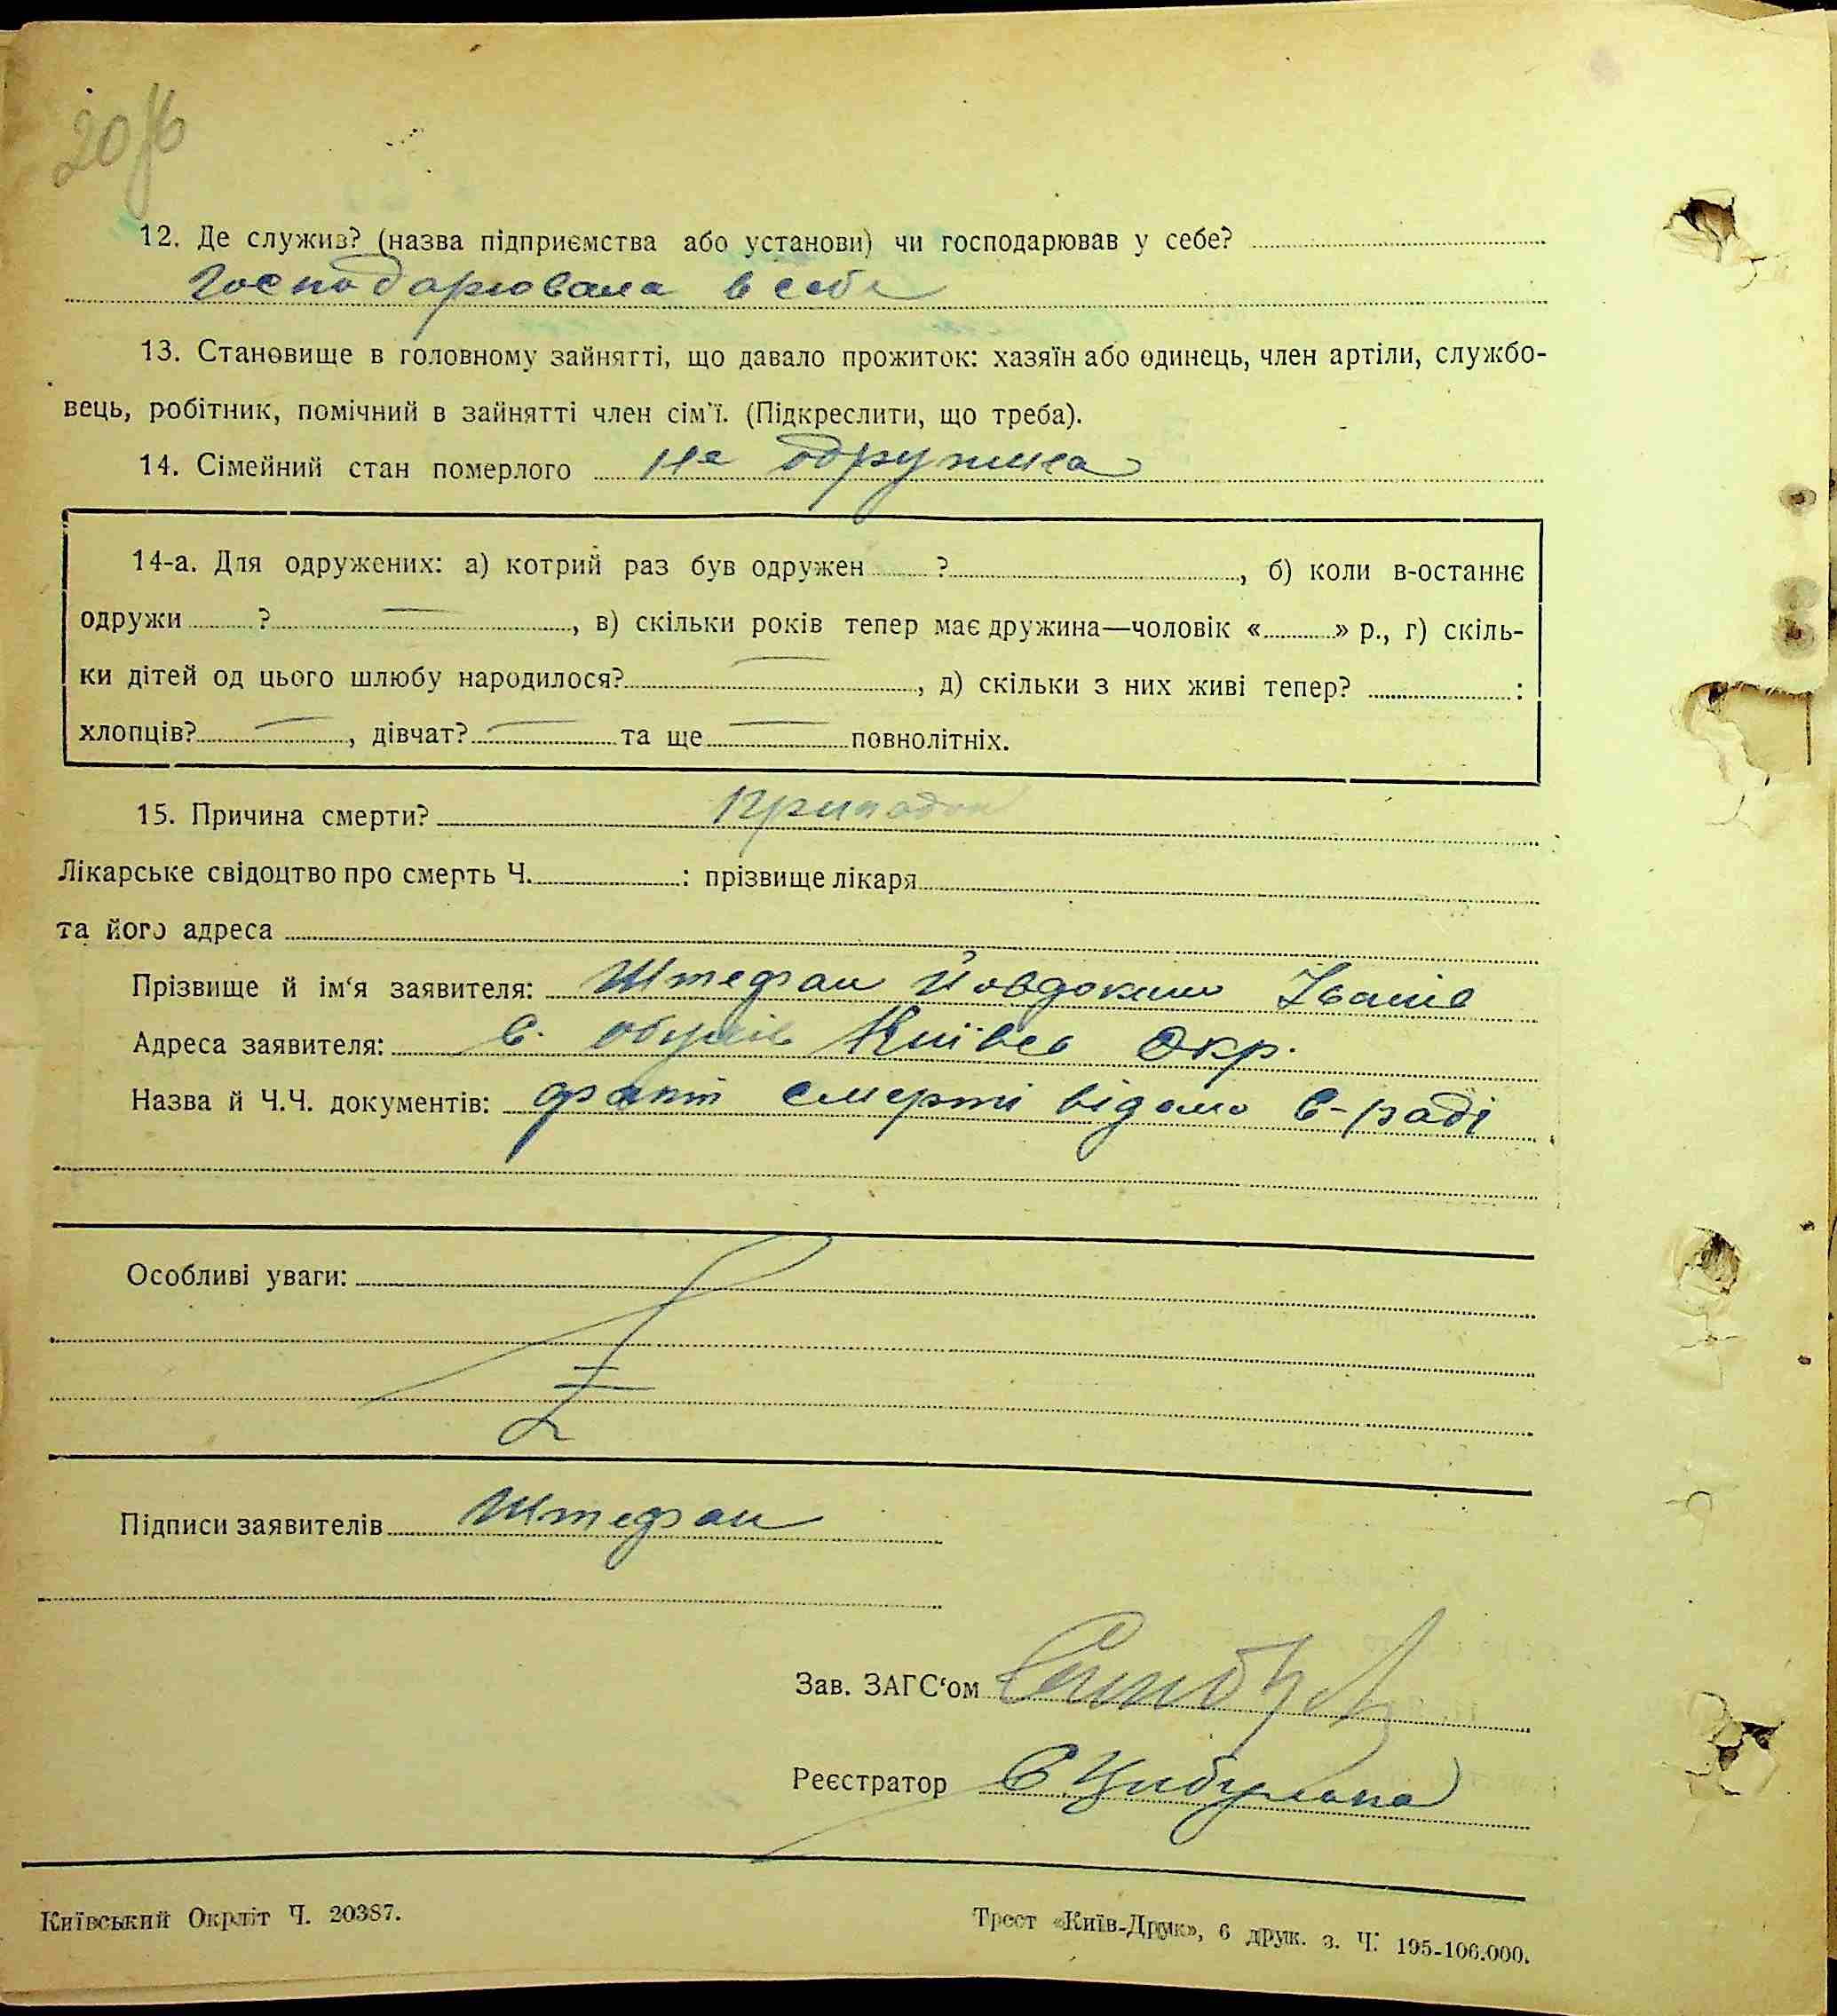 12. Де служив? (назва підприємства або установи) чи господарював у себе?
Господарювала в себе
13. Становище в головному зайнятті, що давало прожиток: хазяїн або одинець, член артіли, службо-
вець, робітник, помічний в зайнятті член сім'ї. (Підкреслити, що треба).
14. Сімейний стан померлого не одружила
14-а. Для одружених: а) котрий раз був одружен ?, б) коли в-останнє
одружи ? —, в) скільки років тепер має дружина—чоловік «» р., г) скіль-
ки дітей од цього шлюбу народилося? —, д) скільки з них живі тепер? :
хлопців? —, дівчат? — та ще — повнолітніх.
15. Причина смерти? припадок
Лікарське свідоцтво про смерть Ч. : прізвище лікаря
та його адреса
Прізвище й ім'я заявителя: Штефан Йовдоким Іванів
Адреса заявителя: с. Обухів Київсь Окр.
Назва й Ч.Ч. документів: факт смерті відомо с-раді
Особливі уваги:
Підписи заявителів Штефан
Зав. ЗАГС'ом
Реєстратор С Цибулька
Київський Окрліт Ч. 20387.
Трест «Київ-Друк», 6 друк. з. Ч. 195-106.000.